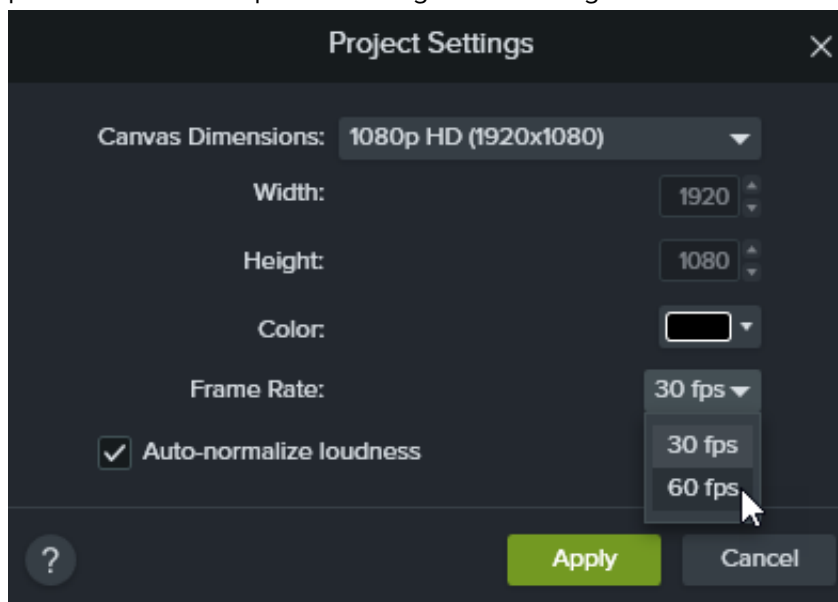 Project Settings
Canvas Dimensions: 1080p HD (1920x1080)
Width: 1920
Height: 1080
Color:
Frame Rate: 30 fps
Auto-normalize loudness
30 fps
60 fps
? Apply Cancel